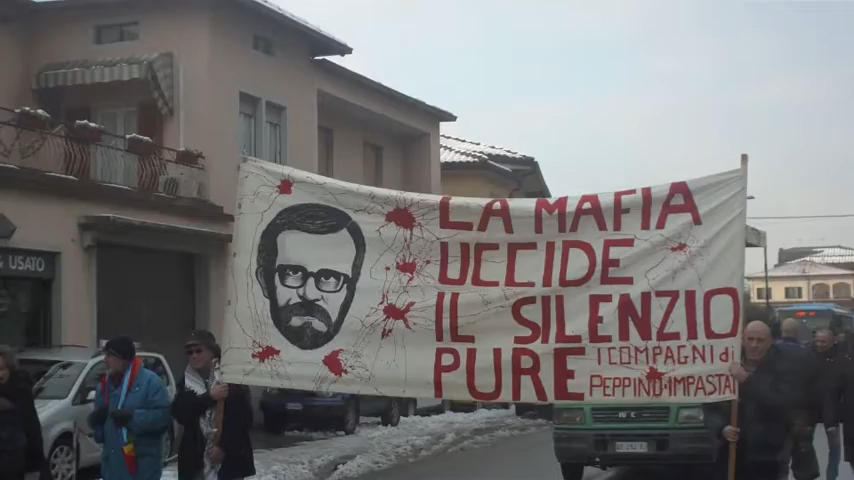 LA MAFIA
UCCIDE
IL SILENZIO
PURE
I COMPAGNI di
PEPPINO IMPASTATO
& USATO